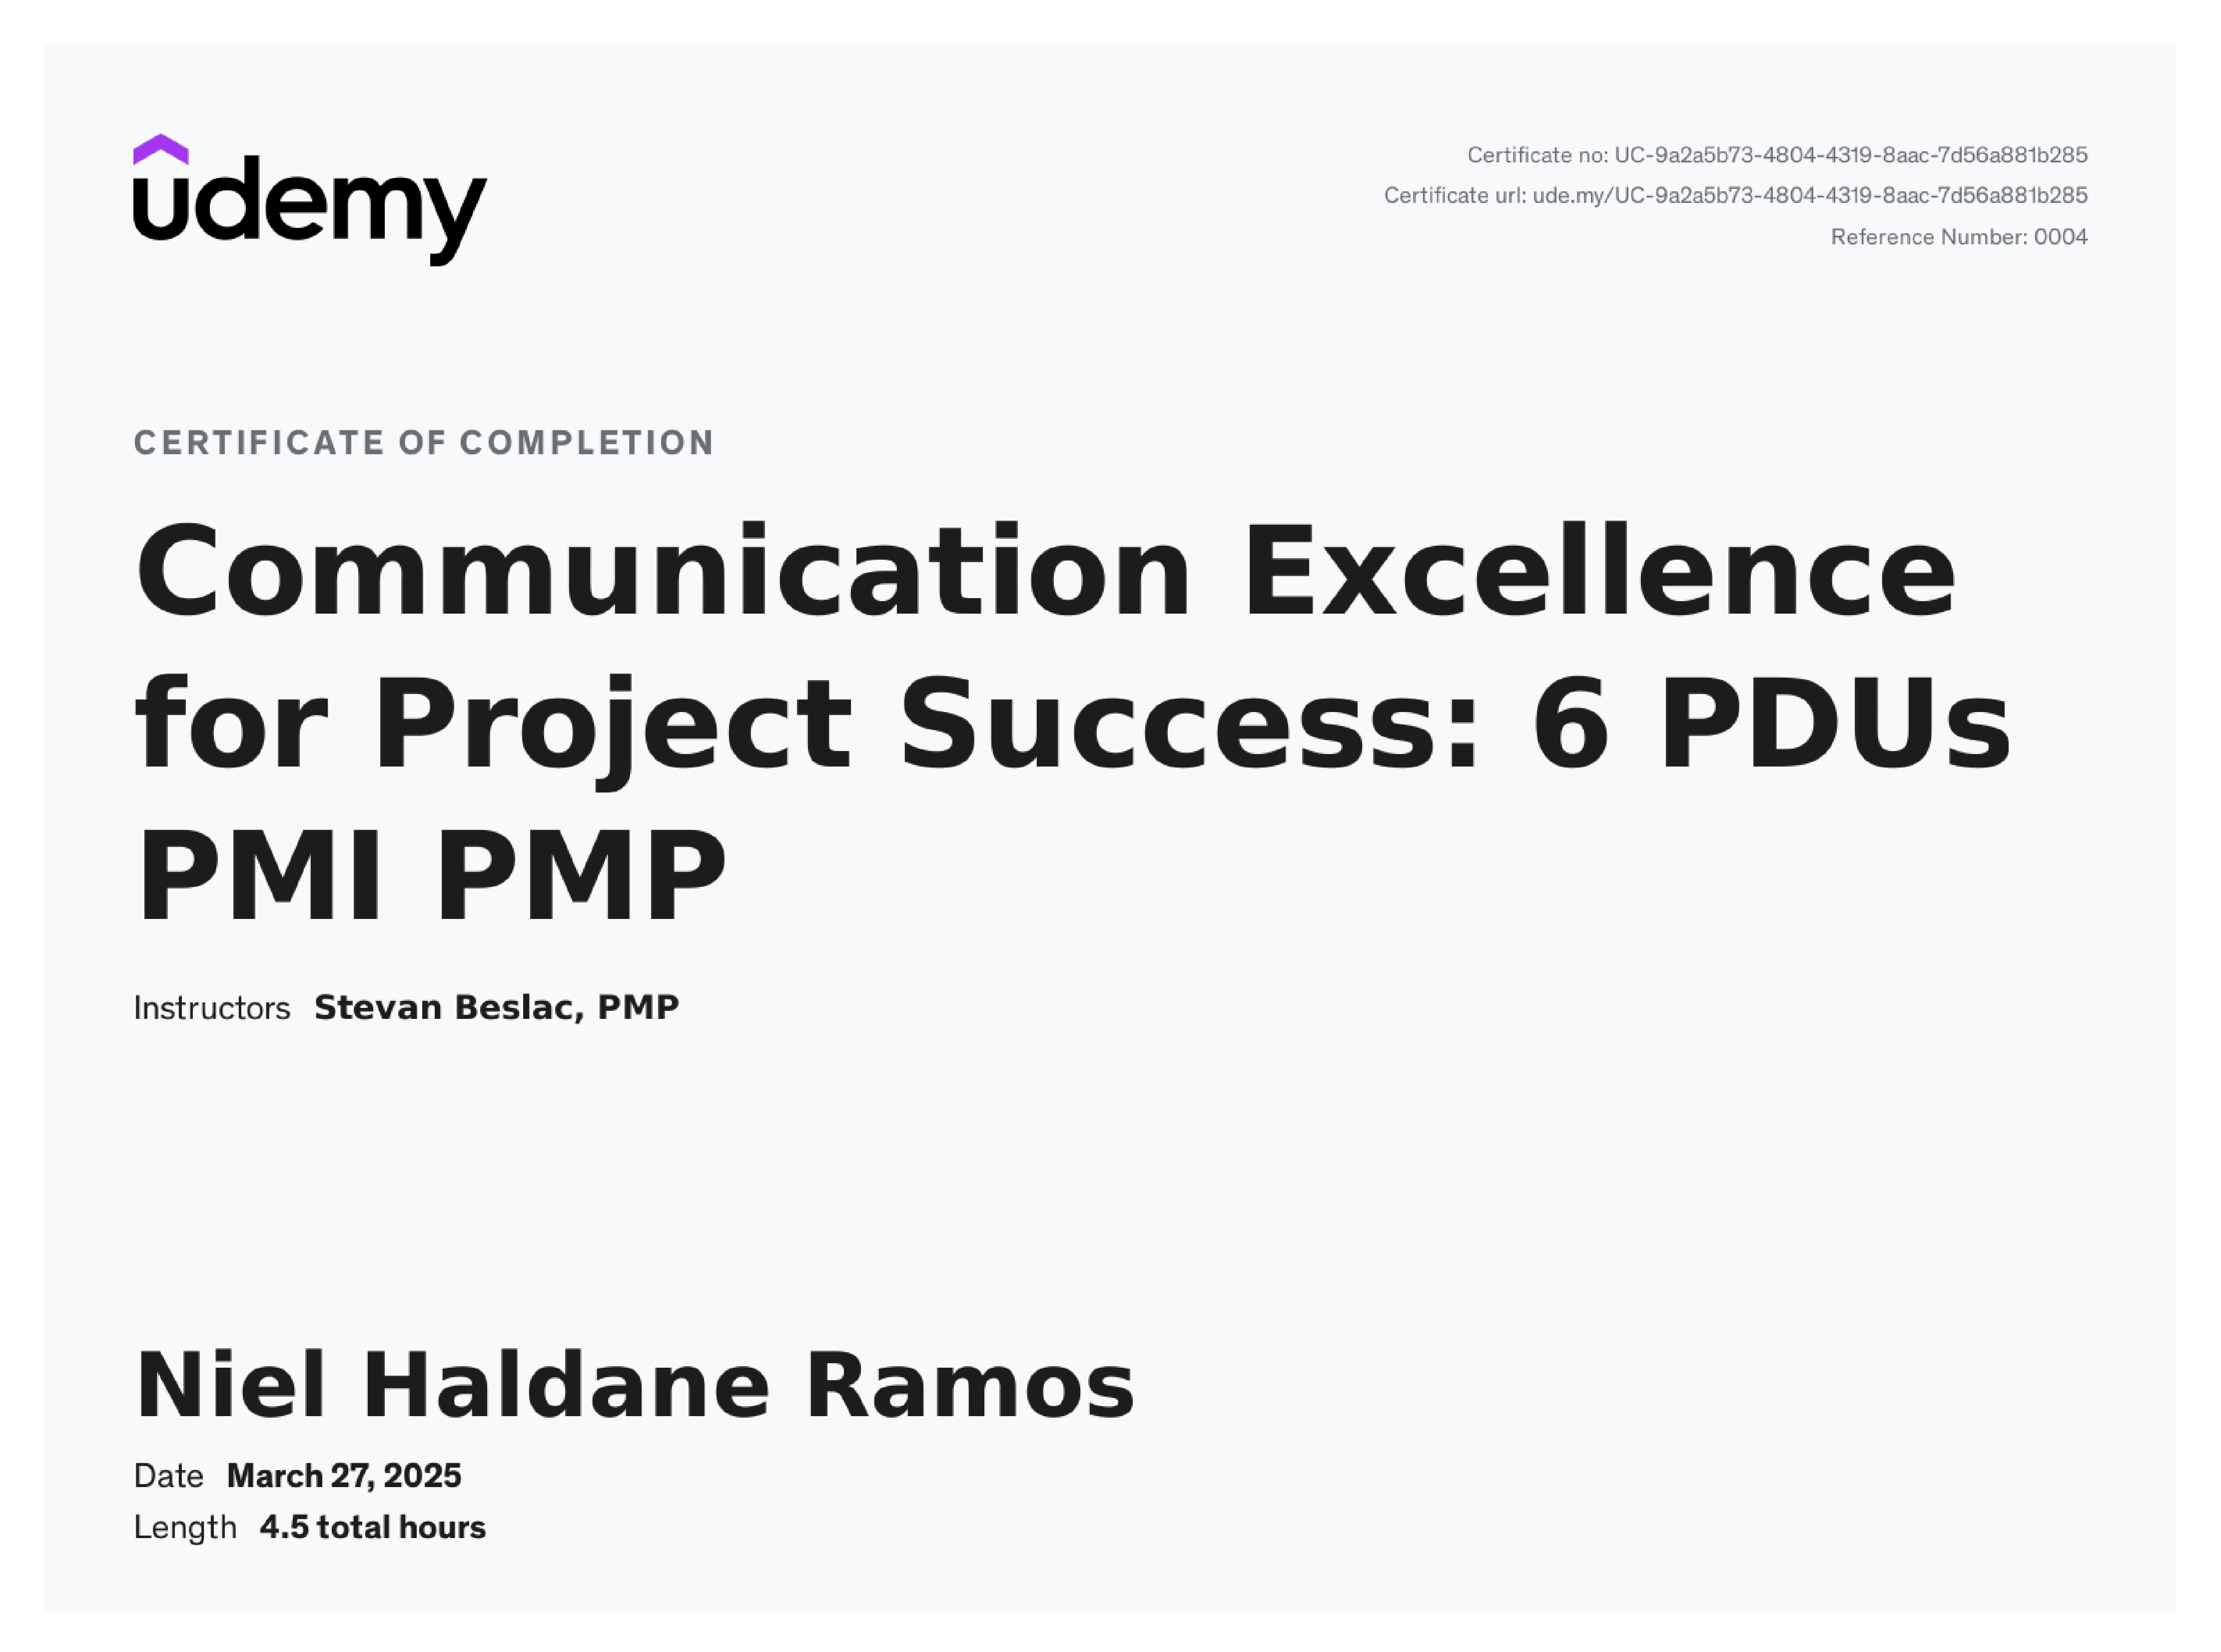 udemy
Certificate no: UC-9a2a5b73-4804-4319-8aac-7d56a881b285
Certificate url: ude.my/UC-9a2a5b73-4804-4319-8aac-7d56a881b285
Reference Number: 0004
CERTIFICATE OF COMPLETION
Communication Excellence
for Project Success: 6 PDUs
PMI PMP
Instructors Stevan Beslac, PMP
Niel Haldane Ramos
Date March 27, 2025
Length 4.5 total hours